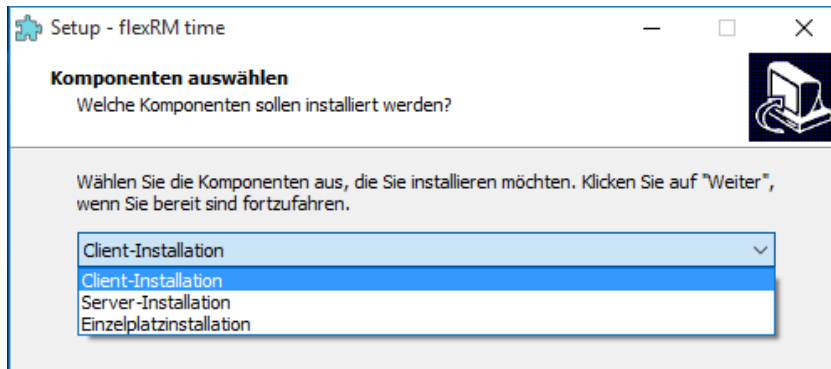 Setup - flexRM time
Komponenten auswählen
Welche Komponenten sollen installiert werden?
Wählen Sie die Komponenten aus, die Sie installieren möchten. Klicken Sie auf "Weiter",
wenn Sie bereit sind fortzufahren.
Client-Installation
Client-Installation
Server-Installation
Einzelplatzinstallation